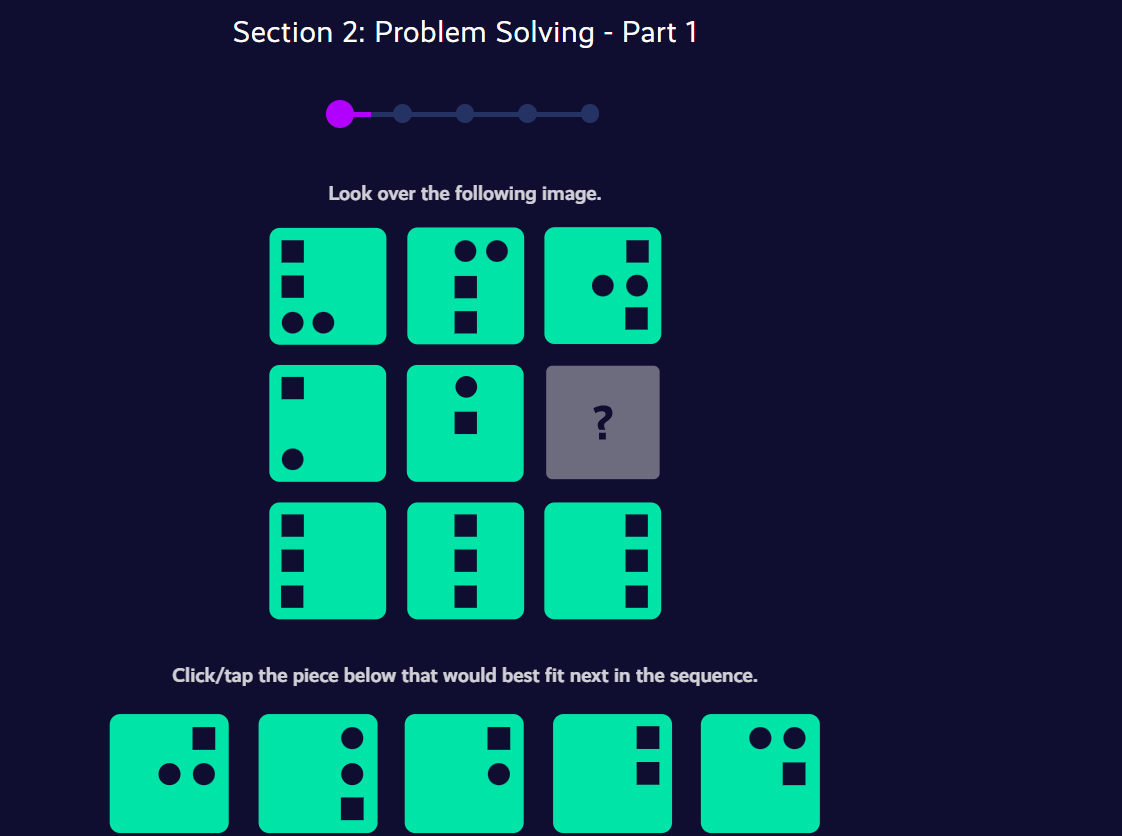 Section 2: Problem Solving - Part 1
Look over the following image.
?
Click/tap the piece below that would best fit next in the sequence.